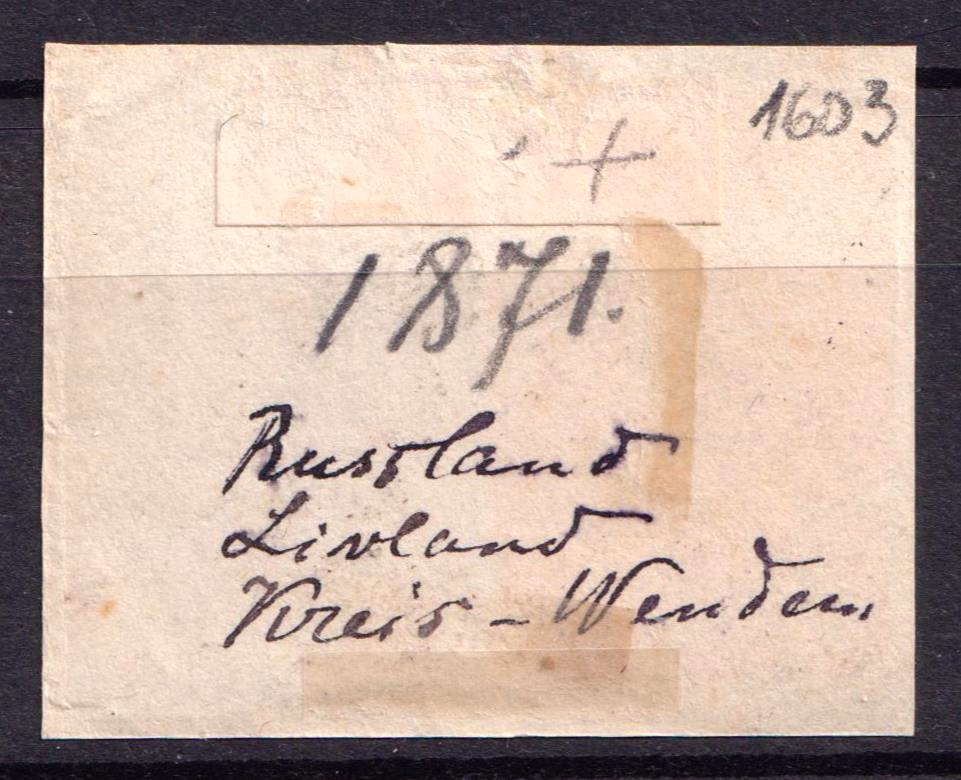 1603
+
1871.
Russland
Livland
Kreis - Wenden